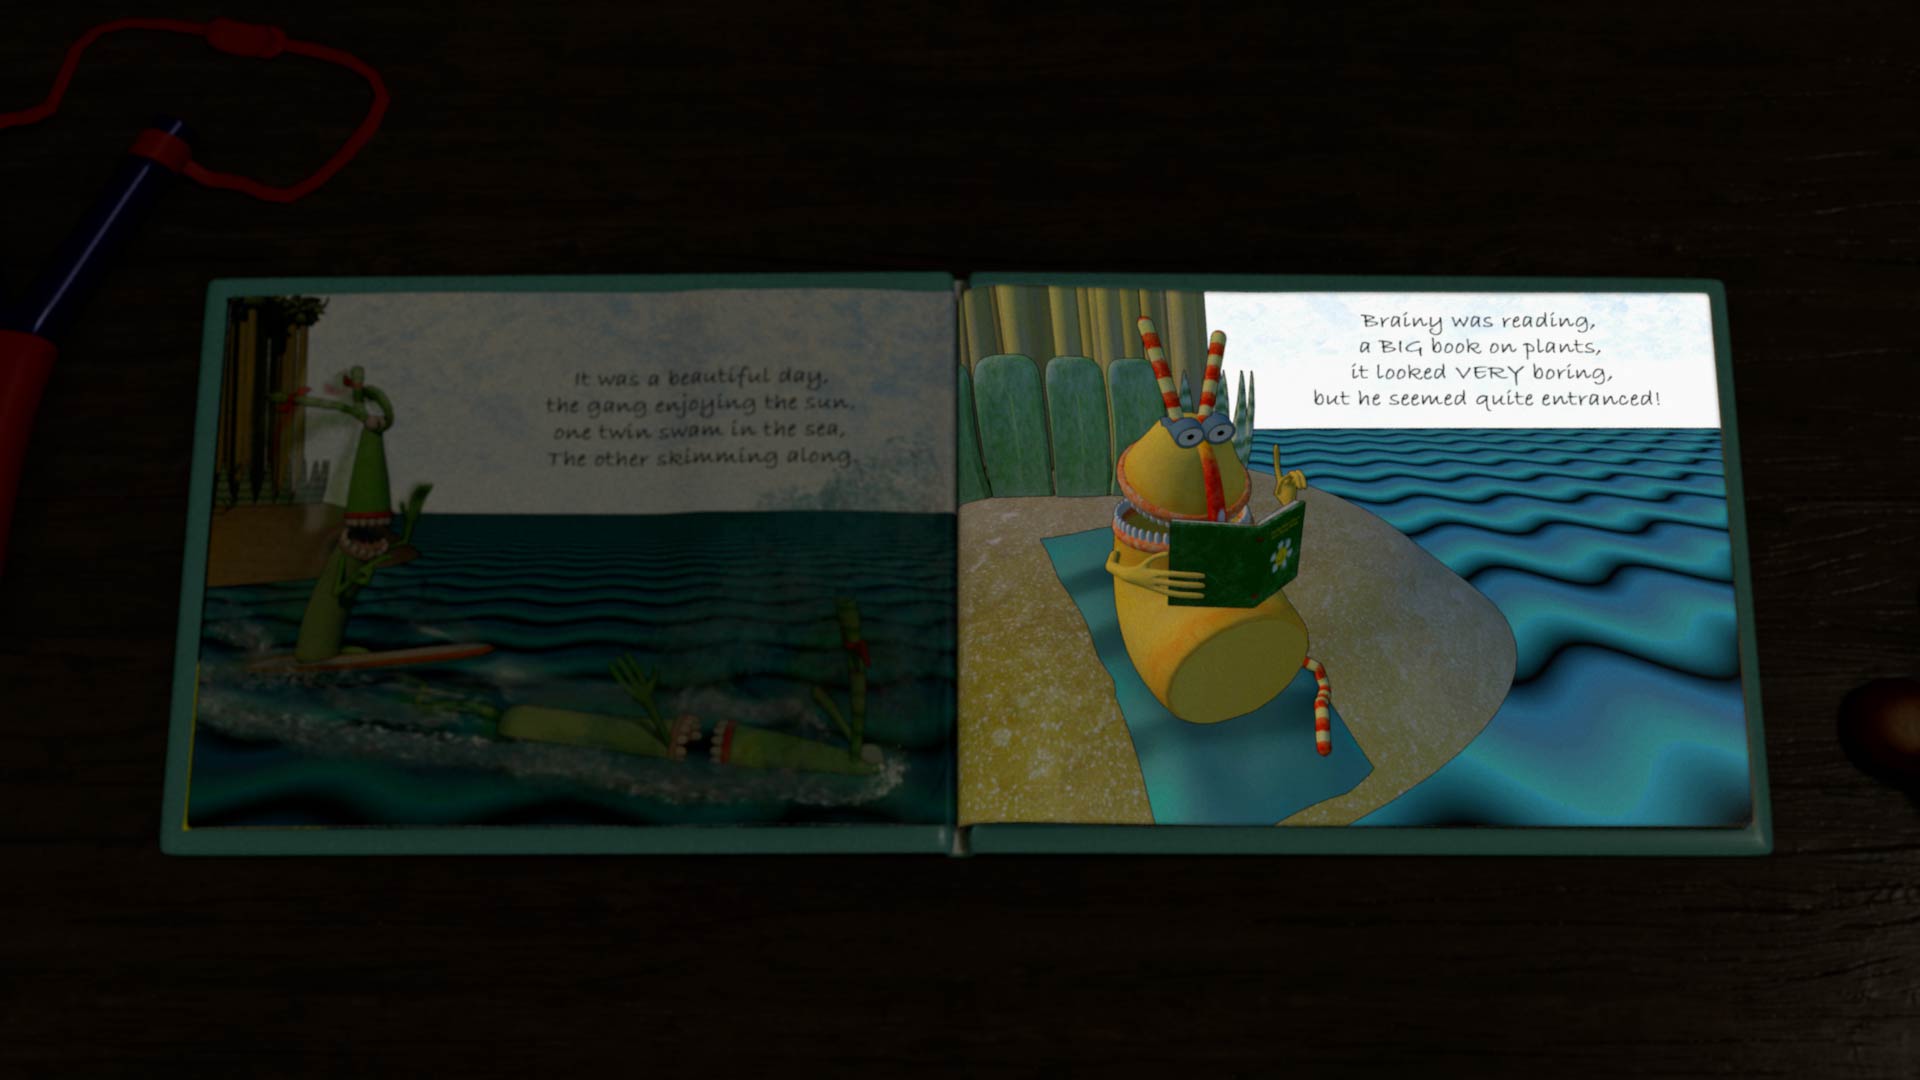 It was a beautiful day,
the gang enjoying the sun,
one twin swam in the sea,
The other skimming along.
Brainy was reading,
a BIG book on plants,
it looked VERY boring,
but he seemed quite entranced!